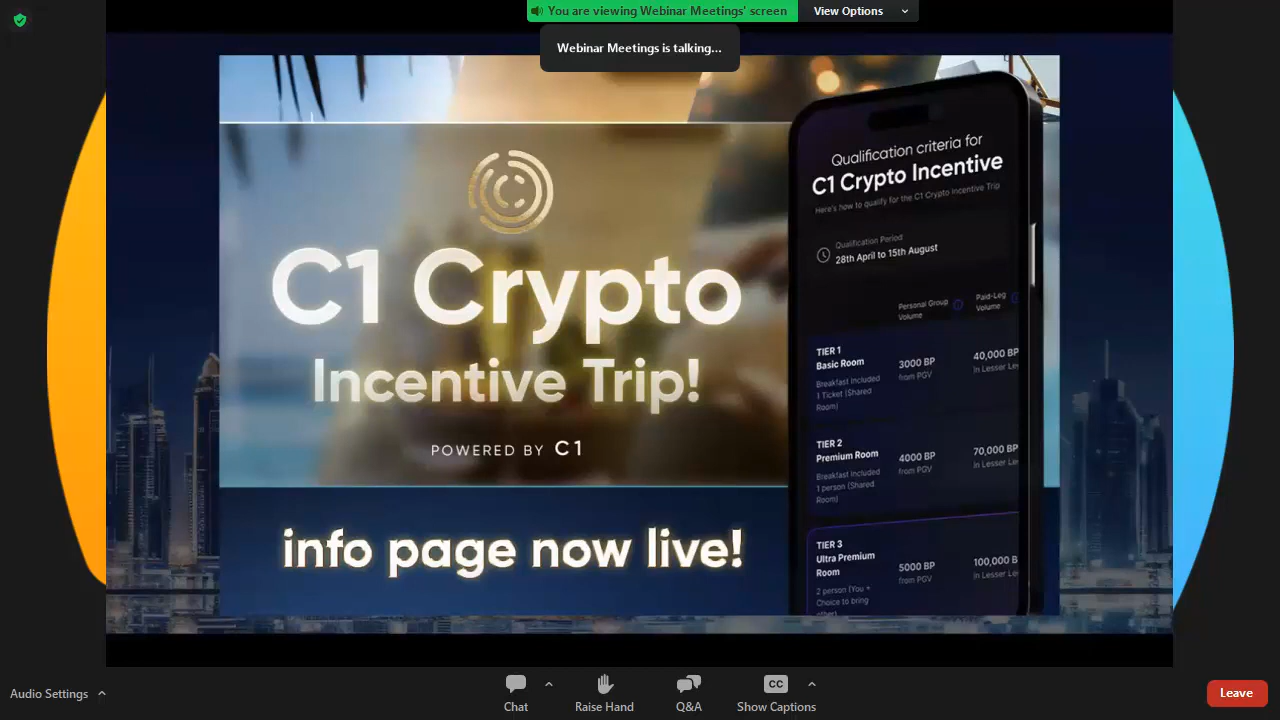 You are viewing Webinar Meetings' screen
View Options
Webinar Meetings is talking...
C1 Crypto
Incentive Trip!
POWERED BY C1
info page now live!
Qualification criteria for
C1 Crypto Incentive
Here's how to qualify for the C1 Crypto Incentive Trip
Qualification Period
28th April to 15th August
Personal Group
Volume
Paid-Leg
Volume
TIER 1
Basic Room
Breakfast Included
1 Ticket (Shared
Room)
3000 BP
from PGV
40,000 BP
in Lesser Le
TIER 2
Premium Room
Breakfast Included
1 person (Shared
Room)
4000 BP
from PGV
70,000 BP
in Lesser Le
TIER 3
Ultra Premium
Room
2 person (You +
Choice to bring
other)
5000 BP
from PGV
100,000 B
in Lesser Le
Audio Settings
Chat
Raise Hand
Q&A
CC
Show Captions
Leave